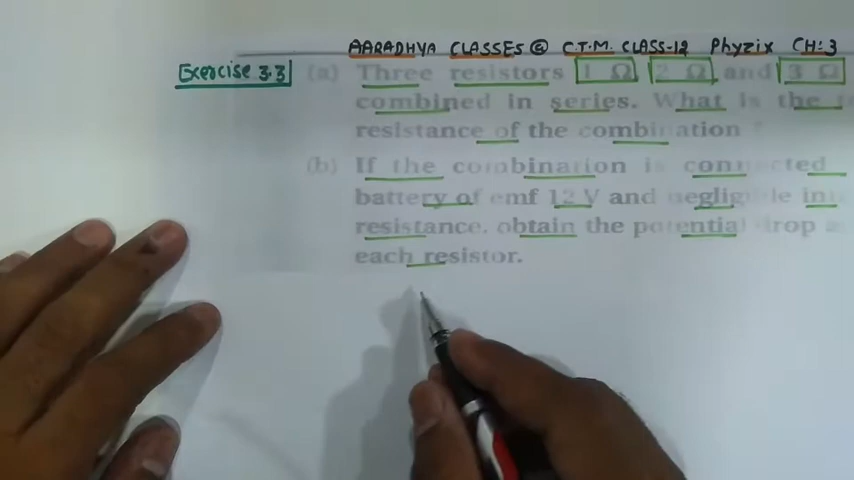 AARADHYA CLASSES @ C.T.M. CLASS-12 Phyzix CH:3
Exercise 3.3 (a) Three resistors 1 Ω 2 Ω and 3 Ω
combined in series. What is the
resistance of the combination
(b) If the combination is connected
battery of emf 12 V and negligible
resistance, obtain the potential drop
each resistor.